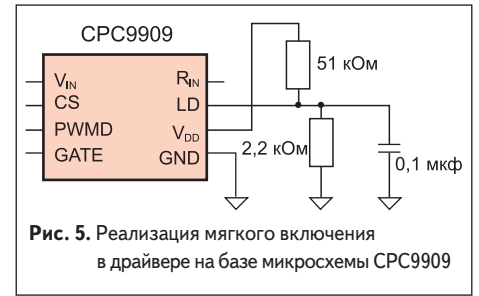 CPC9909
V_IN
R_IN
CS
LD
PWMD
V_DD
GATE
GND
51 кОм
2,2 кОм
0,1 мкф
Рис. 5. Реализация мягкого включения
в драйвере на базе микросхемы CPC9909